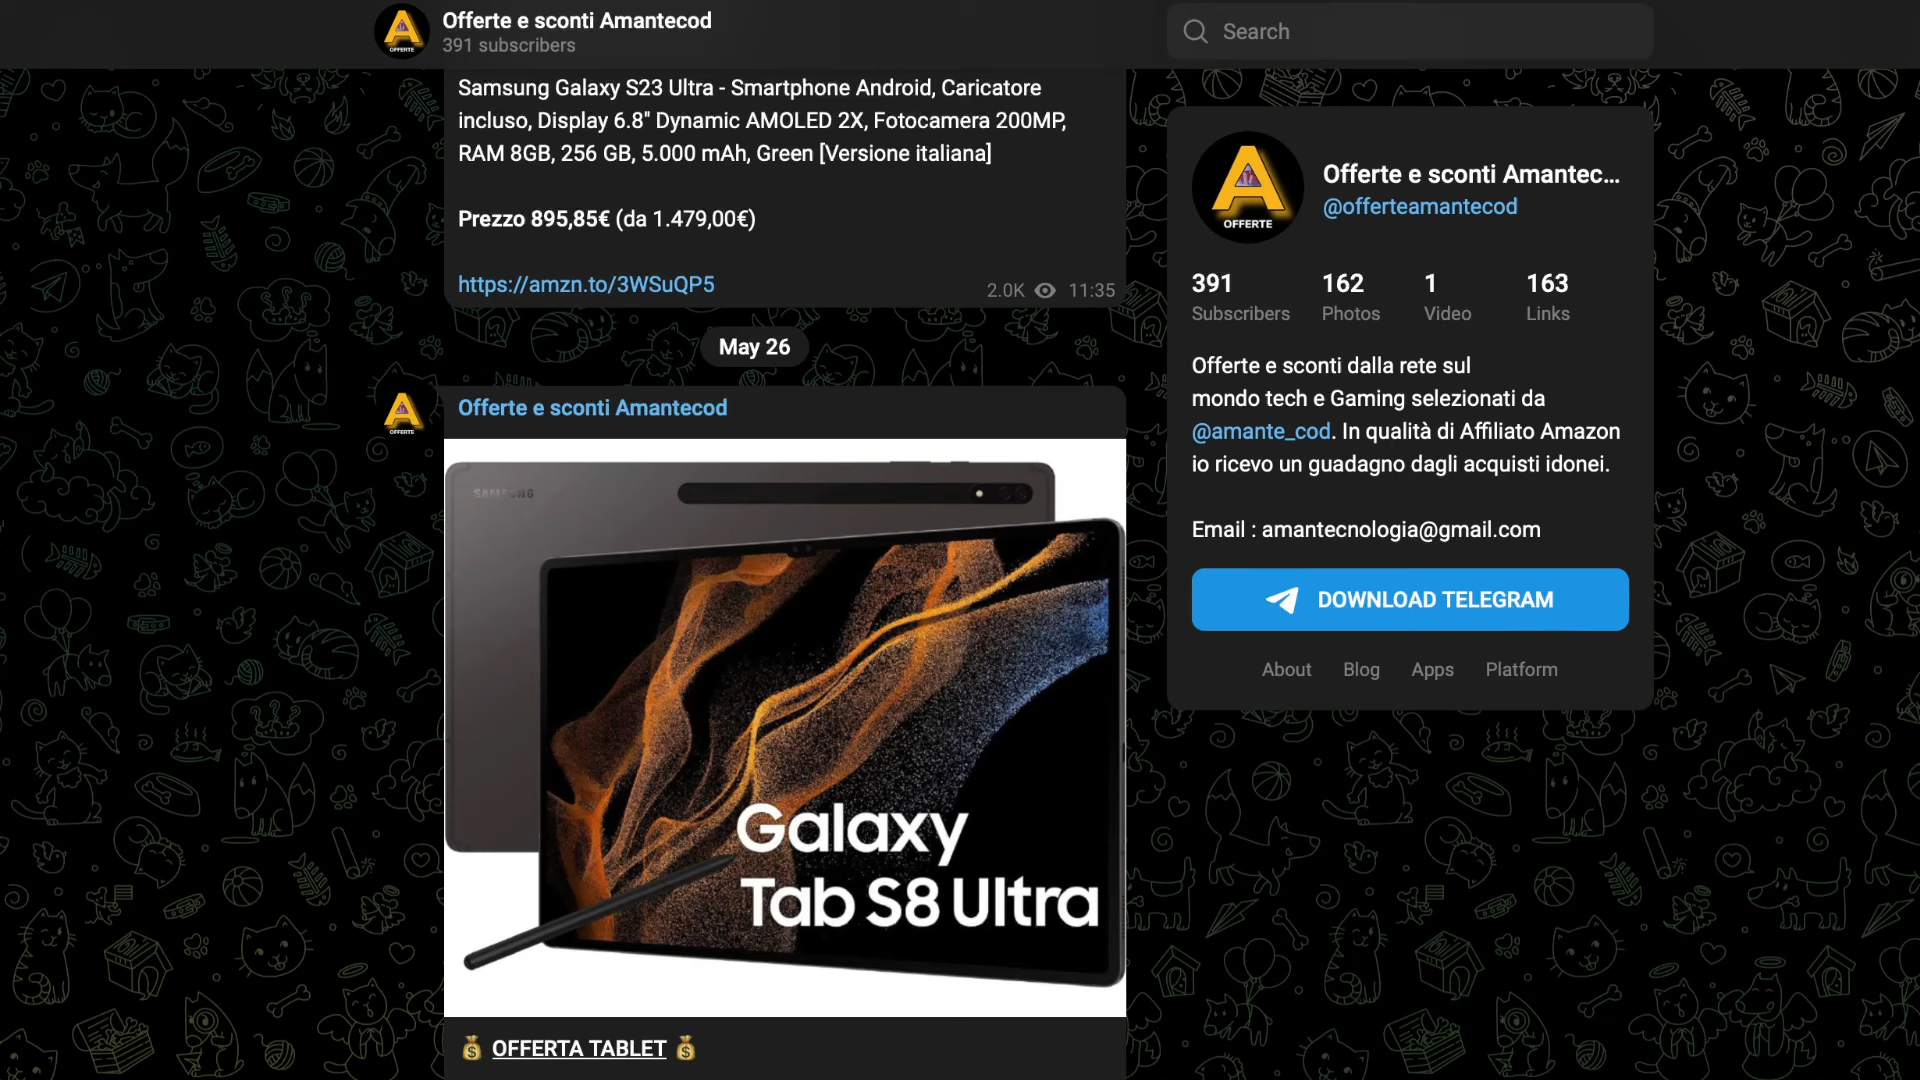 Offerte e sconti Amantecod
391 subscribers
Search
Samsung Galaxy S23 Ultra - Smartphone Android, Caricatore
incluso, Display 6.8'' Dynamic AMOLED 2X, Fotocamera 200MP,
RAM 8GB, 256 GB, 5.000 mAh, Green [Versione italiana]
Prezzo 895,85€ (da 1.479,00€)
https://amzn.to/3WSuQP5
2.0K 11:35
May 26
Offerte e sconti Amantecod
SAMSUNG
Galaxy
Tab S8 Ultra
💰 OFFERTA TABLET 💰
A
OFFERTE
Offerte e sconti Amantec...
@offerteamantecod
391 162 1 163
Subscribers Photos Video Links
Offerte e sconti dalla rete sul
mondo tech e Gaming selezionati da
@amante_cod. In qualità di Affiliato Amazon
io ricevo un guadagno dagli acquisti idonei.
Email : amantecnologia@gmail.com
DOWNLOAD TELEGRAM
About Blog Apps Platform